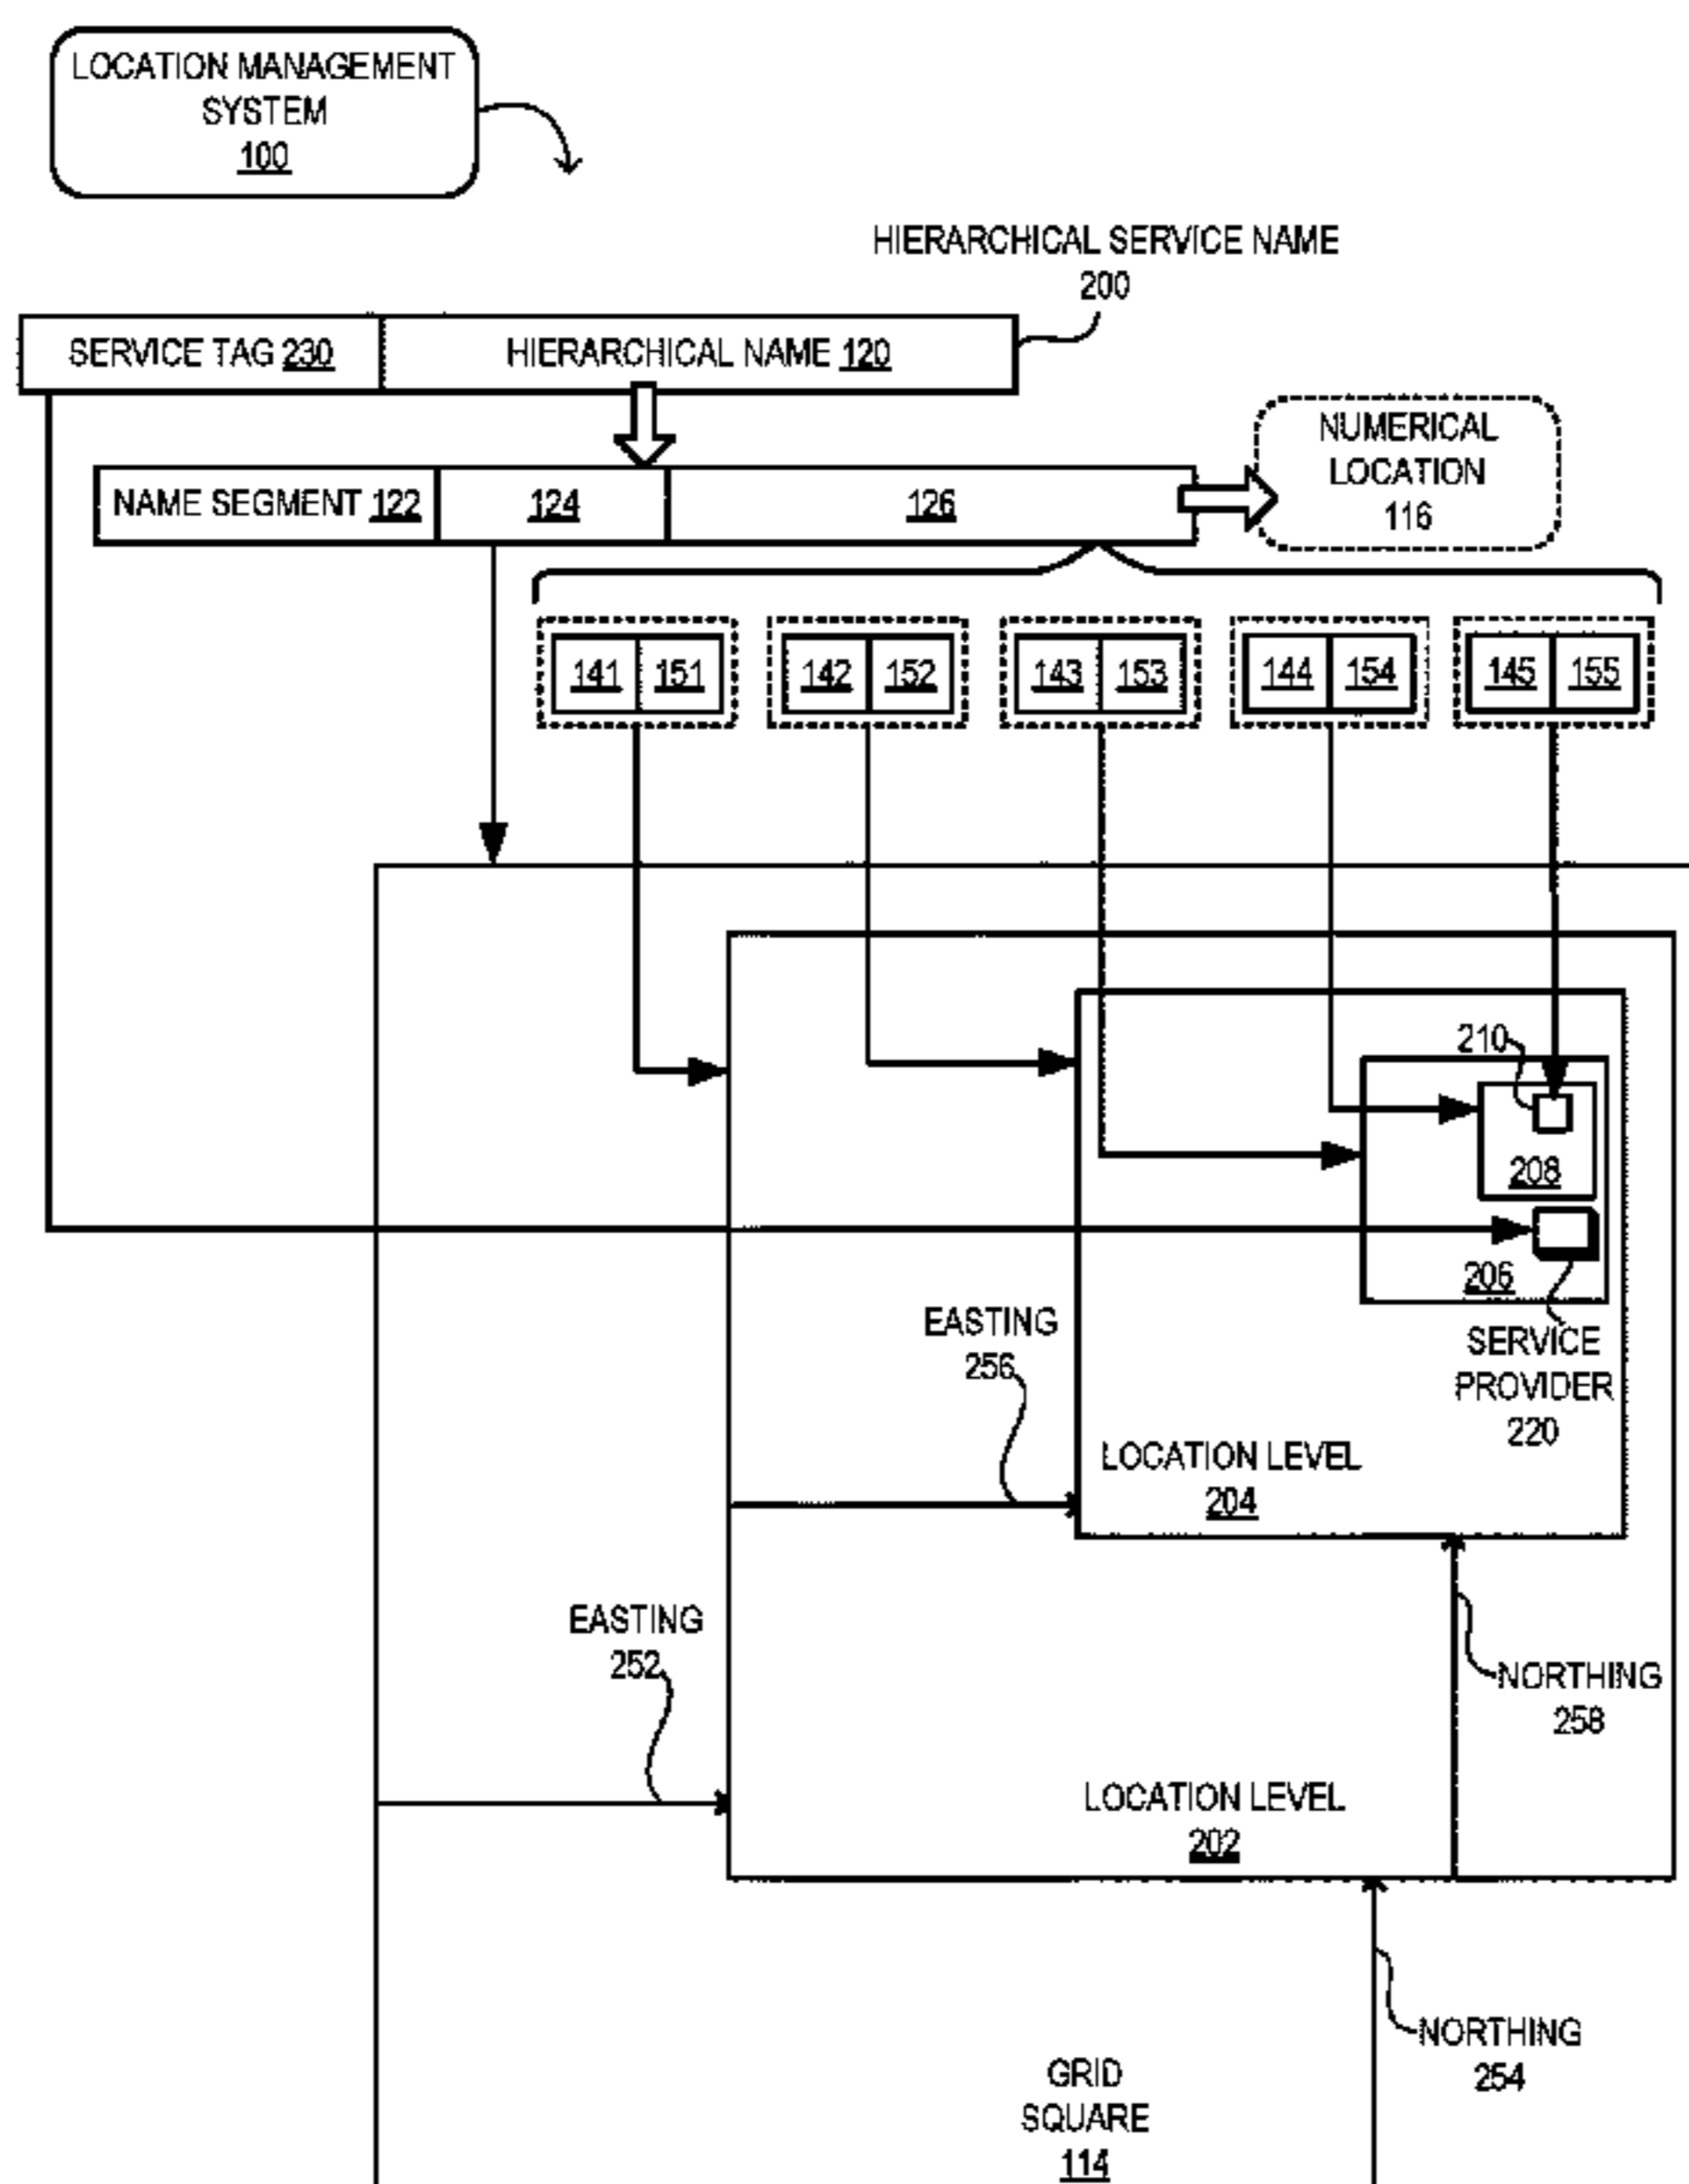 LOCATION MANAGEMENT
SYSTEM
100
HIERARCHICAL SERVICE NAME
200
SERVICE TAG 230
HIERARCHICAL NAME 120
NUMERICAL
LOCATION
116
NAME SEGMENT 122
124
126
141
151
142
152
143
153
144
154
145
155
210
208
206
SERVICE
PROVIDER
220
EASTING
256
LOCATION LEVEL
204
EASTING
252
NORTHING
258
LOCATION LEVEL
202
NORTHING
254
GRID
SQUARE
114